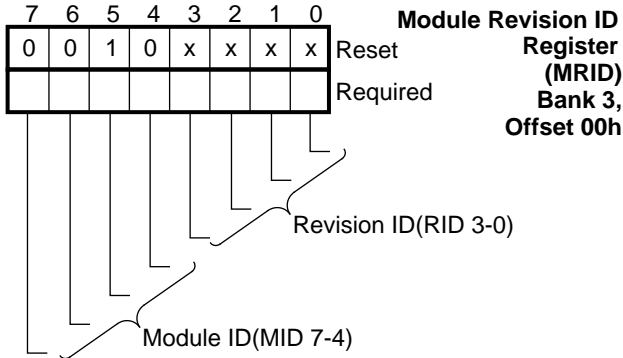 7 6 5 4 3 2 1 0
Module Revision ID
Register
(MRID)
Bank 3,
Offset 00h
0 0 1 0 x x x x Reset
Required
Revision ID(RID 3-0)
Module ID(MID 7-4)